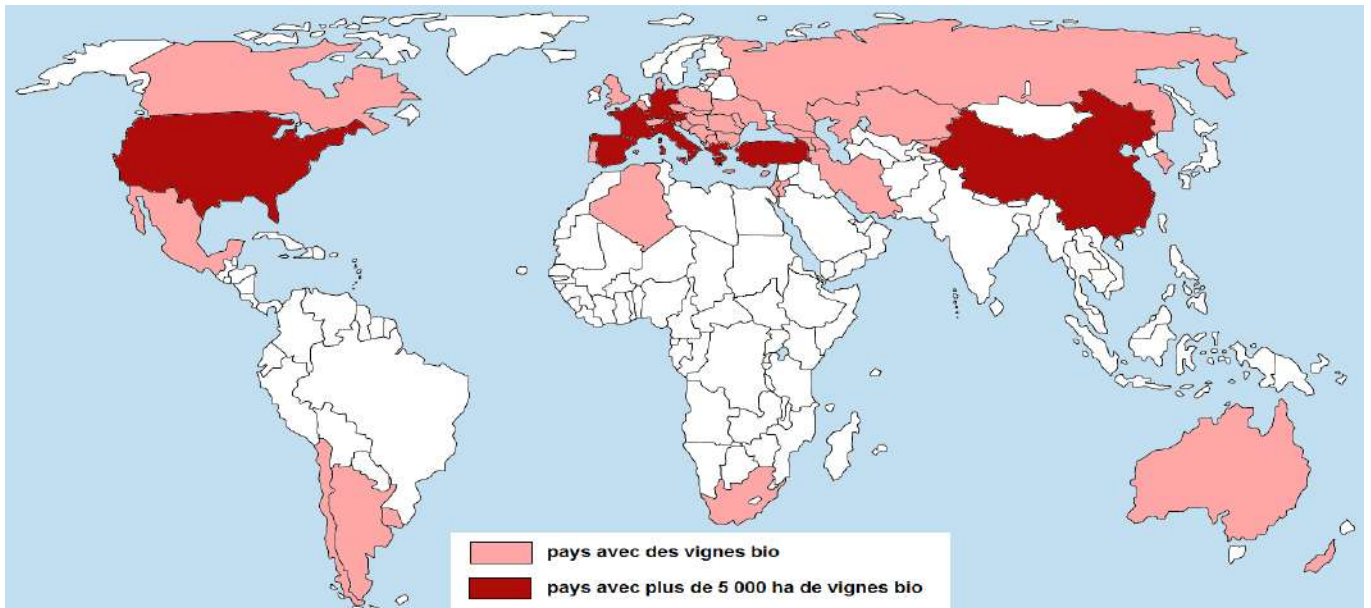 pays avec des vignes bio
pays avec plus de 5 000 ha de vignes bio